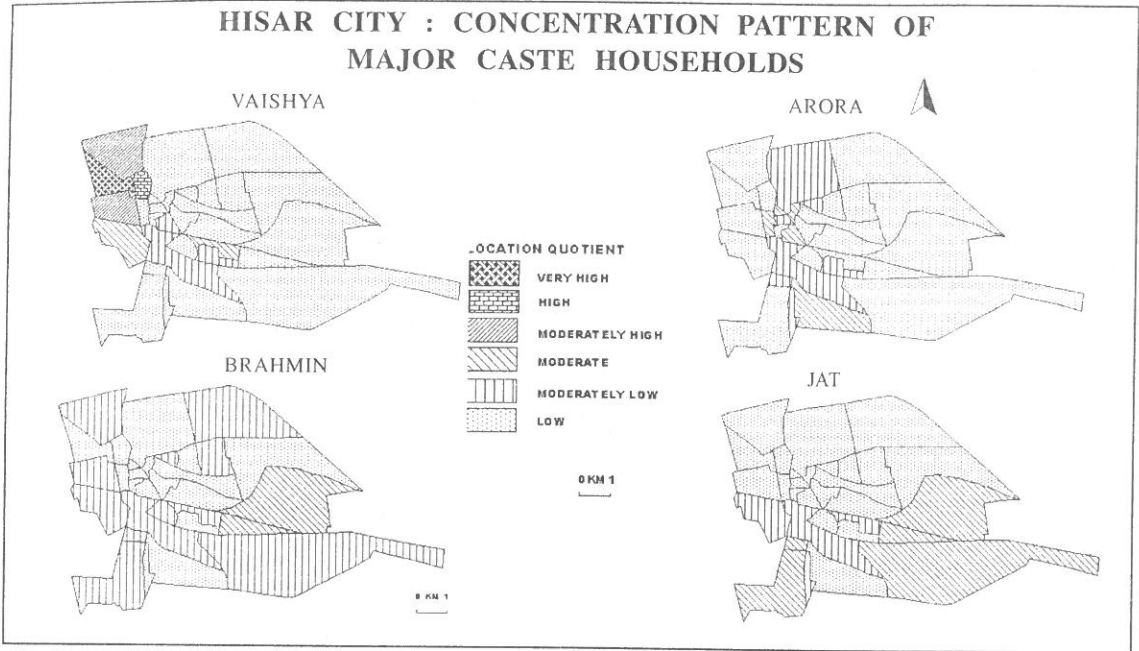 HISAR CITY : CONCENTRATION PATTERN OF
MAJOR CASTE HOUSEHOLDS
VAISHYA
ARORA
LOCATION QUOTIENT
VERY HIGH
HIGH
MODERATELY HIGH
MODERATE
MODERATELY LOW
LOW
BRAHMIN
JAT
0 KM 1
0 KM 1